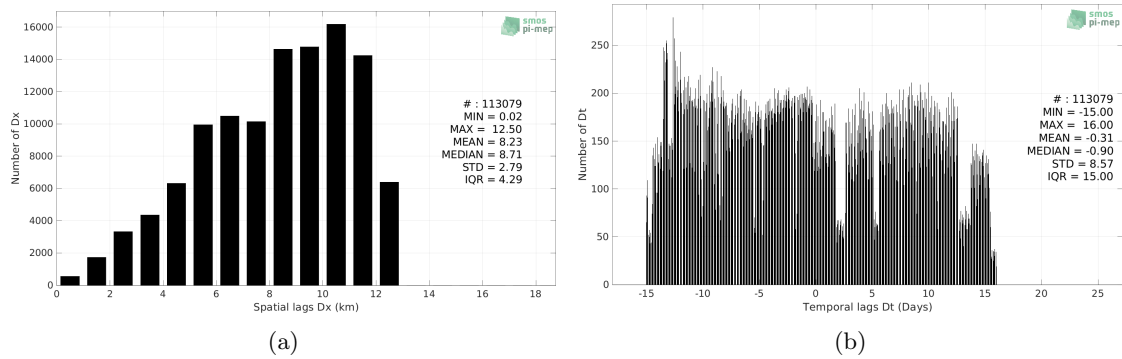 16000
14000
12000
10000
8000
6000
4000
2000
0
Number of Dx
0 2 4 6 8 10 12 14 16 18
Spatial lags Dx (km)
smos
pi-mep
# : 113079
MIN = 0.02
MAX = 12.50
MEAN = 8.23
MEDIAN = 8.71
STD = 2.79
IQR = 4.29
(a)
250
200
150
100
50
0
Number of Dt
-15 -10 -5 0 5 10 15 20 25
Temporal lags Dt (Days)
smos
pi-mep
# : 113079
MIN = -15.00
MAX = 16.00
MEAN = -0.31
MEDIAN = -0.90
STD = 8.57
IQR = 15.00
(b)